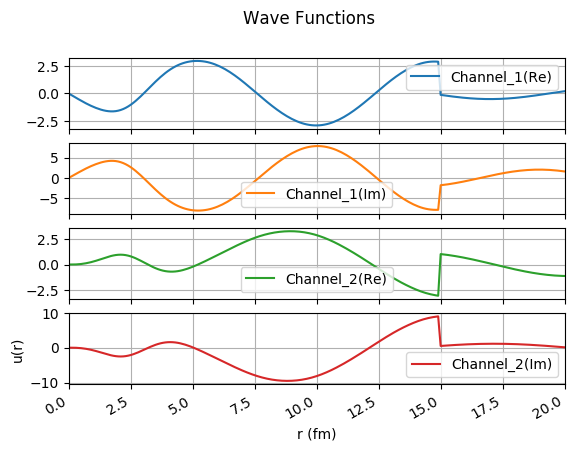 Wave Functions
2.5
0.0
−2.5
Channel_1(Re)
5
0
−5
Channel_1(Im)
2.5
0.0
−2.5
Channel_2(Re)
10
0
−10
Channel_2(Im)
u(r)
0.0 2.5 5.0 7.5 10.0 12.5 15.0 17.5 20.0
r (fm)